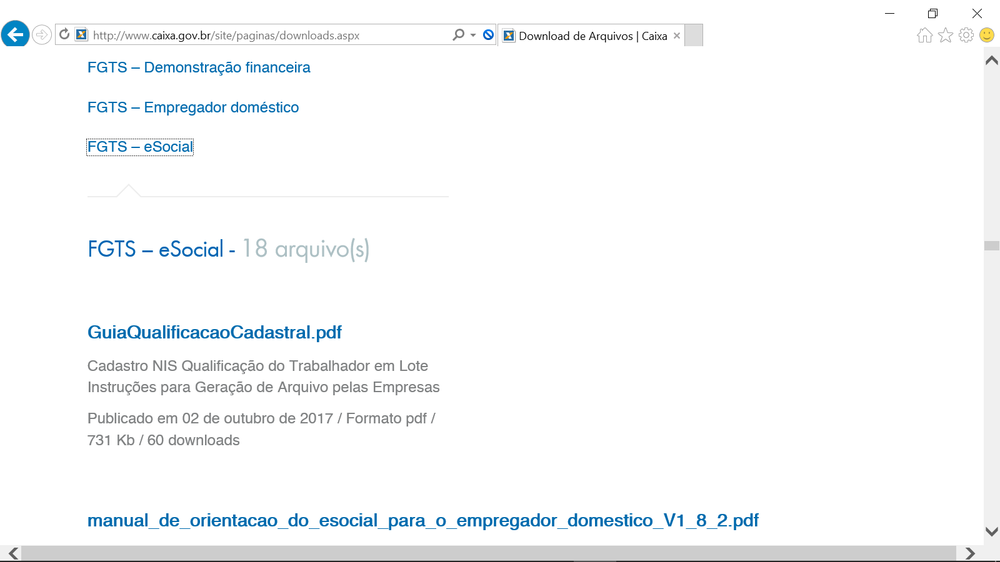 http://www.caixa.gov.br/site/paginas/downloads.aspx
Download de Arquivos | Caixa
FGTS – Demonstração financeira
FGTS – Empregador doméstico
FGTS – eSocial
FGTS – eSocial - 18 arquivo(s)
GuiaQualificacaoCadastral.pdf
Cadastro NIS Qualificação do Trabalhador em Lote
Instruções para Geração de Arquivo pelas Empresas
Publicado em 02 de outubro de 2017 / Formato pdf /
731 Kb / 60 downloads
manual_de_orientacao_do_esocial_para_o_empregador_domestico_V1_8_2.pdf